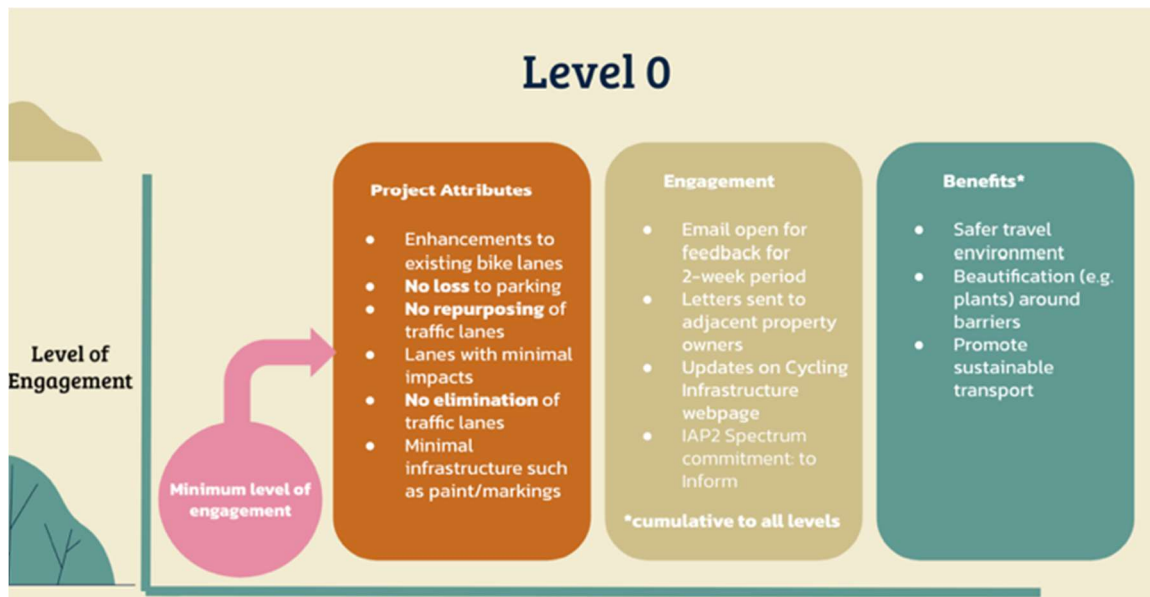 Level 0
Level of
Engagement
Minimum level of
engagement
Project Attributes
● Enhancements to
existing bike lanes
● No loss to parking
● No repurposing of
traffic lanes
● Lanes with minimal
impacts
● No elimination of
traffic lanes
● Minimal
infrastructure such
as paint/markings
Engagement
● Email open for
feedback for
2-week period
● Letters sent to
adjacent property
owners
● Updates on Cycling
Infrastructure
webpage
● IAP2 Spectrum
commitment: to
Inform
*cumulative to all levels
Benefits*
● Safer travel
environment
● Beautification (e.g.
plants) around
barriers
● Promote
sustainable
transport